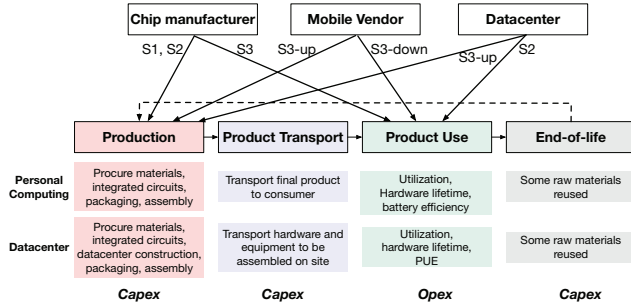 Chip manufacturer
Mobile Vendor
Datacenter
S1, S2
S3
S3-up
S3-down
S3-up
S2
Production
Product Transport
Product Use
End-of-life
Personal
Computing
Procure materials,
integrated circuits,
packaging, assembly
Transport final product
to consumer
Utilization,
Hardware lifetime,
battery efficiency
Some raw materials
reused
Datacenter
Procure materials,
integrated circuits,
datacenter construction,
packaging, assembly
Transport hardware and
equipment to be
assembled on site
Utilization,
hardware lifetime,
PUE
Some raw materials
reused
Capex
Capex
Opex
Capex